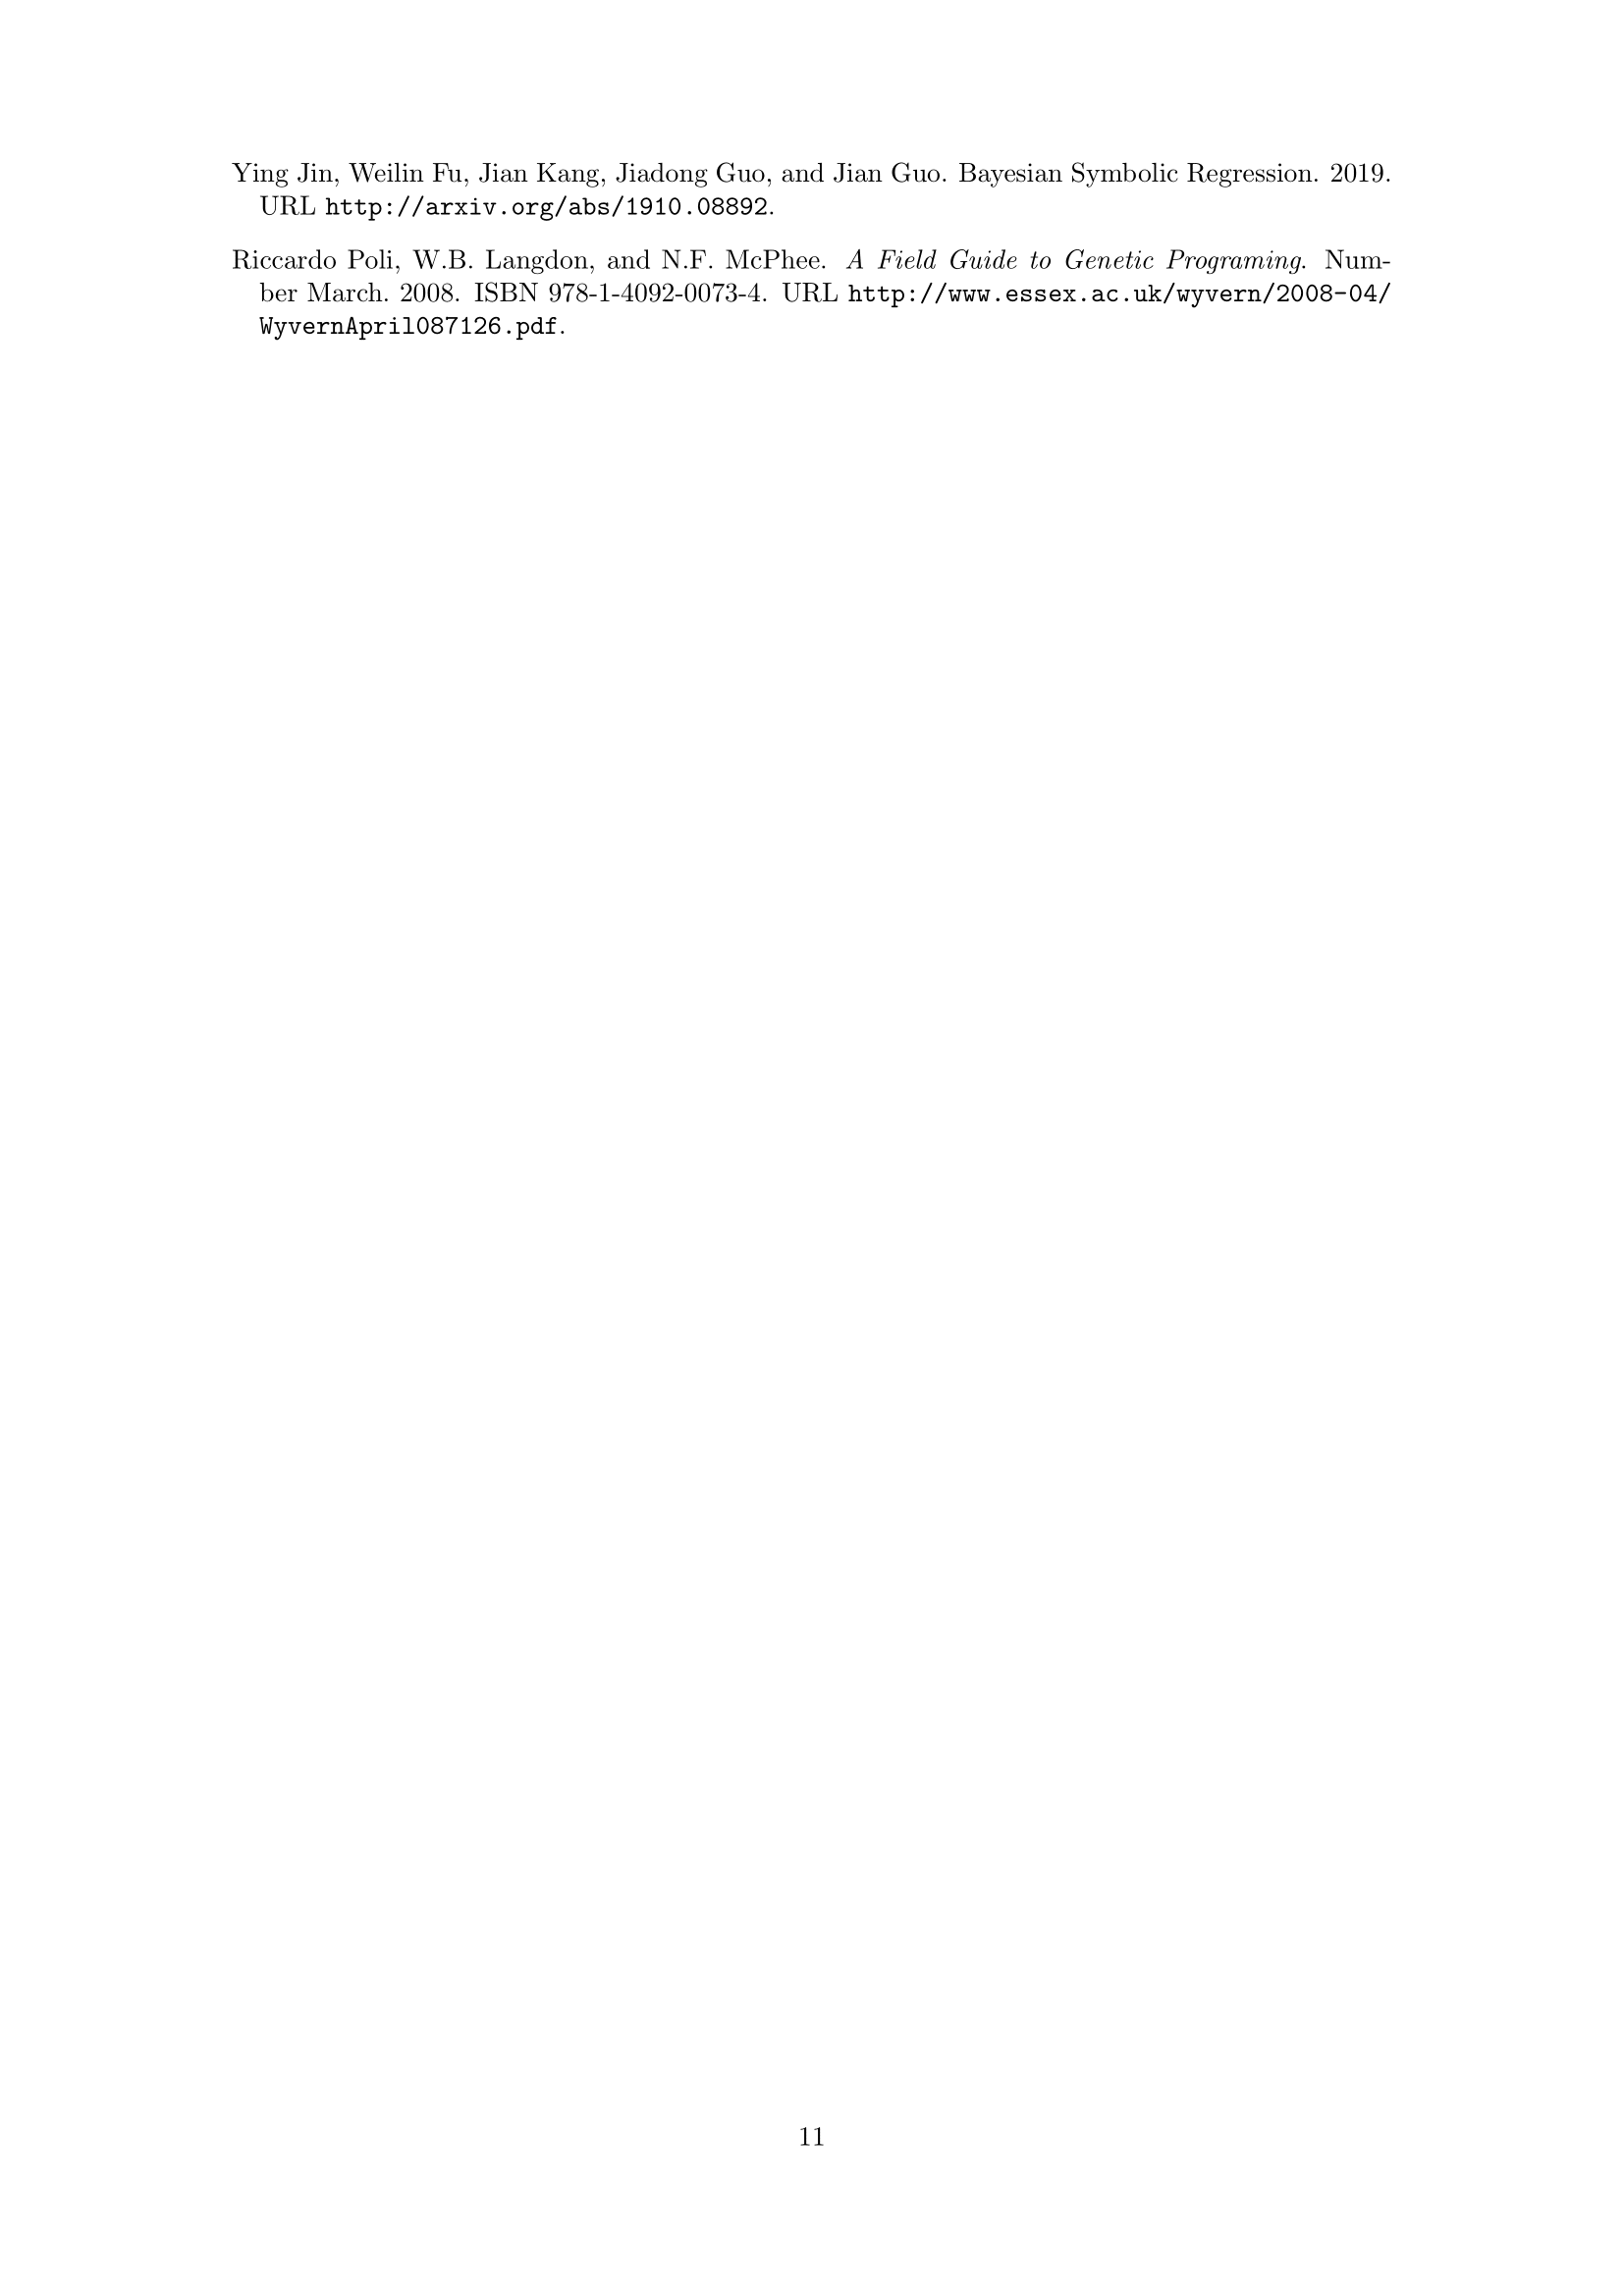 Ying Jin, Weilin Fu, Jian Kang, Jiadong Guo, and Jian Guo. Bayesian Symbolic Regression. 2019.
URL http://arxiv.org/abs/1910.08892.
Riccardo Poli, W.B. Langdon, and N.F. McPhee. A Field Guide to Genetic Programing. Num-
ber March. 2008. ISBN 978-1-4092-0073-4. URL http://www.essex.ac.uk/wyvern/2008-04/
WyvernApril087126.pdf.
11